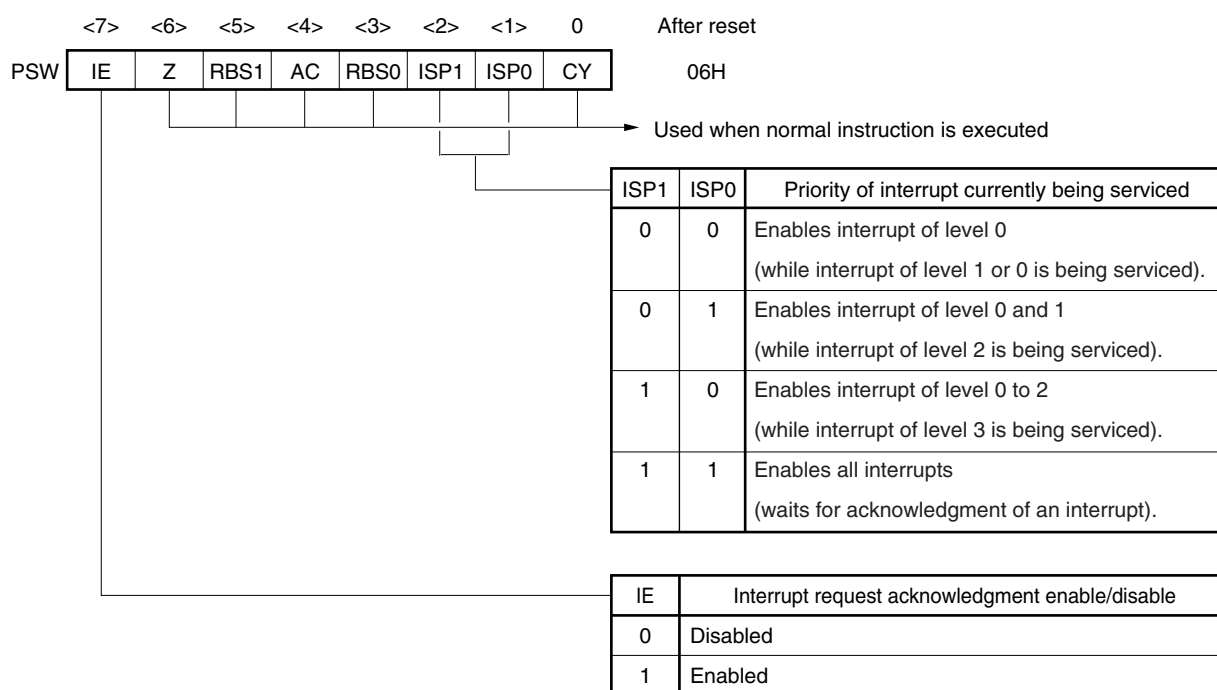 <7> <6> <5> <4> <3> <2> <1> 0 After reset
PSW IE Z RBS1 AC RBS0 ISP1 ISP0 CY 06H
Used when normal instruction is executed
ISP1 ISP0 Priority of interrupt currently being serviced
0 0 Enables interrupt of level 0
(while interrupt of level 1 or 0 is being serviced).
0 1 Enables interrupt of level 0 and 1
(while interrupt of level 2 is being serviced).
1 0 Enables interrupt of level 0 to 2
(while interrupt of level 3 is being serviced).
1 1 Enables all interrupts
(waits for acknowledgment of an interrupt).
IE Interrupt request acknowledgment enable/disable
0 Disabled
1 Enabled